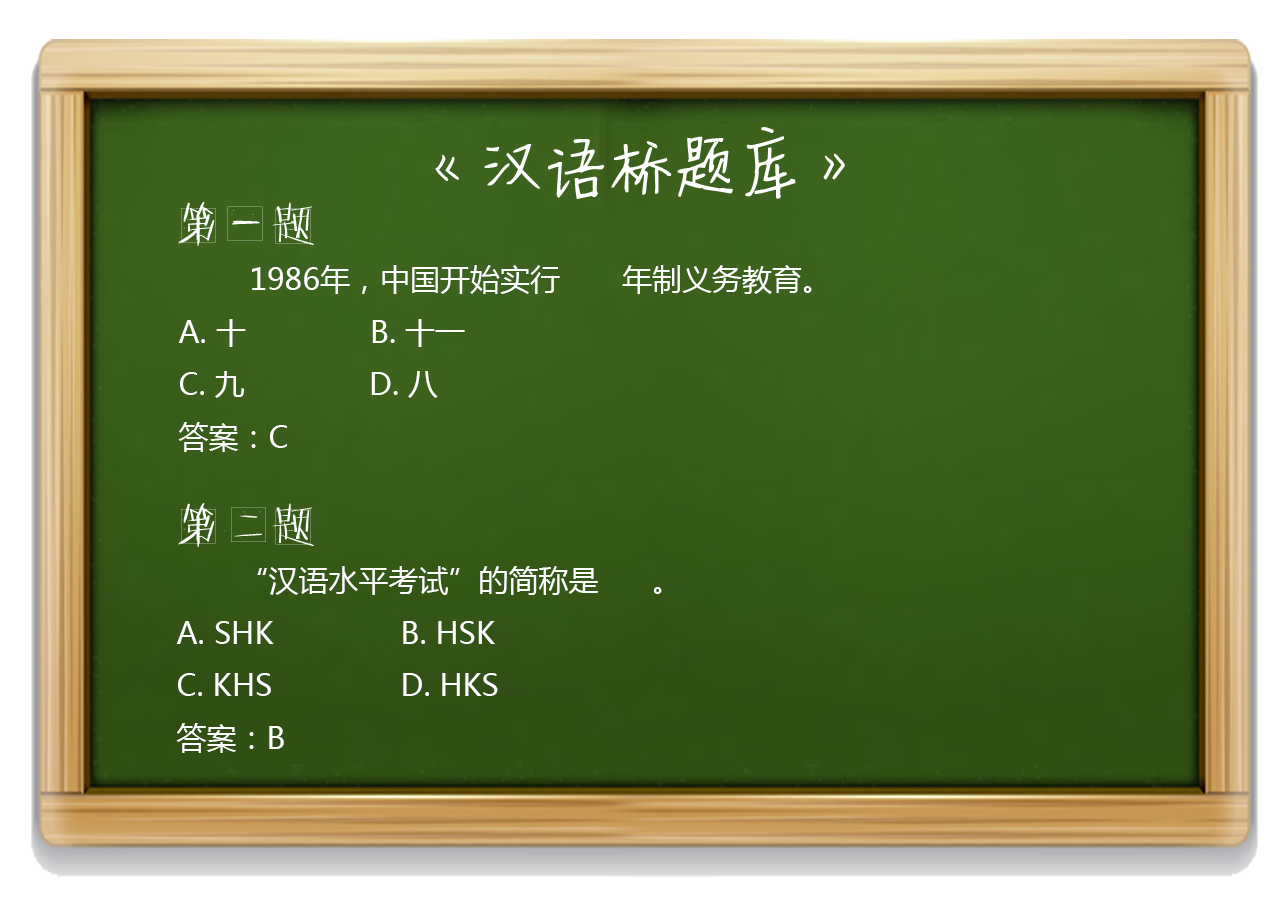 《 汉语桥题库 》
第一题
1986年，中国开始实行　　年制义务教育。
A. 十　　　　B. 十一
C. 九　　　　D. 八
答案：C
第二题
“汉语水平考试”的简称是　　。
A. SHK　　　　B. HSK
C. KHS　　　　D. HKS
答案：B